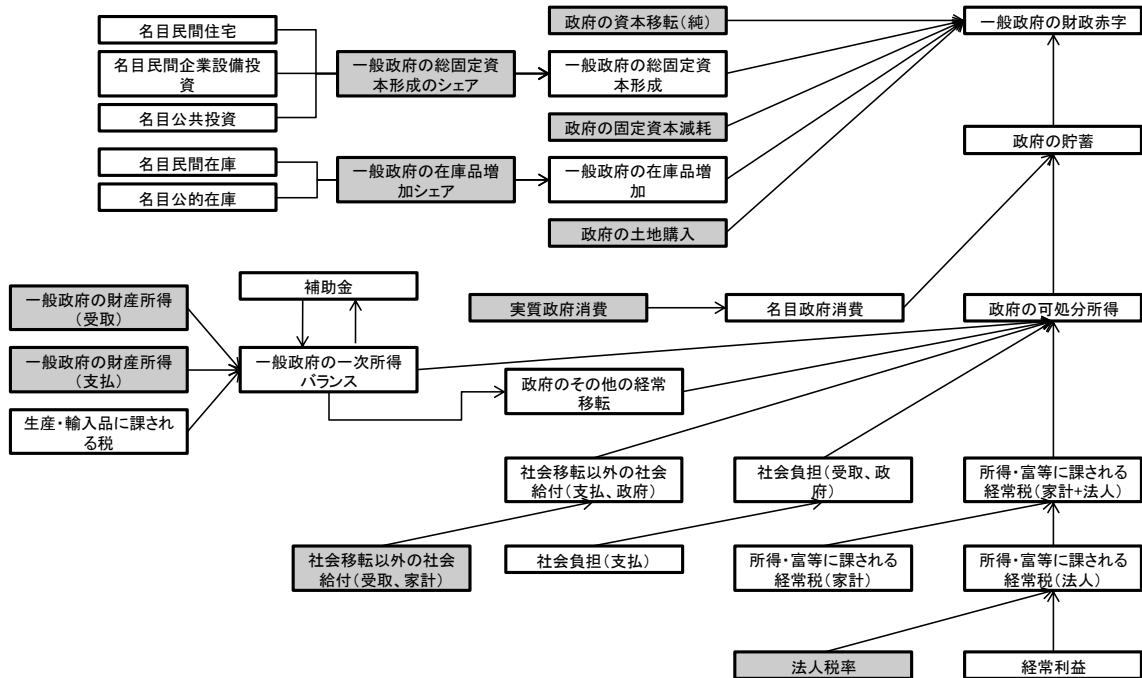 政府の資本移転(純)
一般政府の財政赤字
名目民間住宅
名目民間企業設備投
資
一般政府の総固定資
本形成のシェア
一般政府の総固定資
本形成
名目公共投資
政府の固定資本減耗
政府の貯蓄
名目民間在庫
一般政府の在庫品増
加シェア
一般政府の在庫品増
加
名目公的在庫
政府の土地購入
補助金
一般政府の財産所得
(受取)
実質政府消費
名目政府消費
政府の可処分所得
一般政府の財産所得
(支払)
一般政府の一次所得
バランス
政府のその他の経常
移転
生産・輸入品に課され
る税
社会移転以外の社会
給付(支払、政府)
社会負担(受取、政
府)
所得・富等に課される
経常税(家計+法人)
社会移転以外の社会
給付(受取、家計)
社会負担(支払)
所得・富等に課される
経常税(家計)
所得・富等に課される
経常税(法人)
法人税率
経常利益